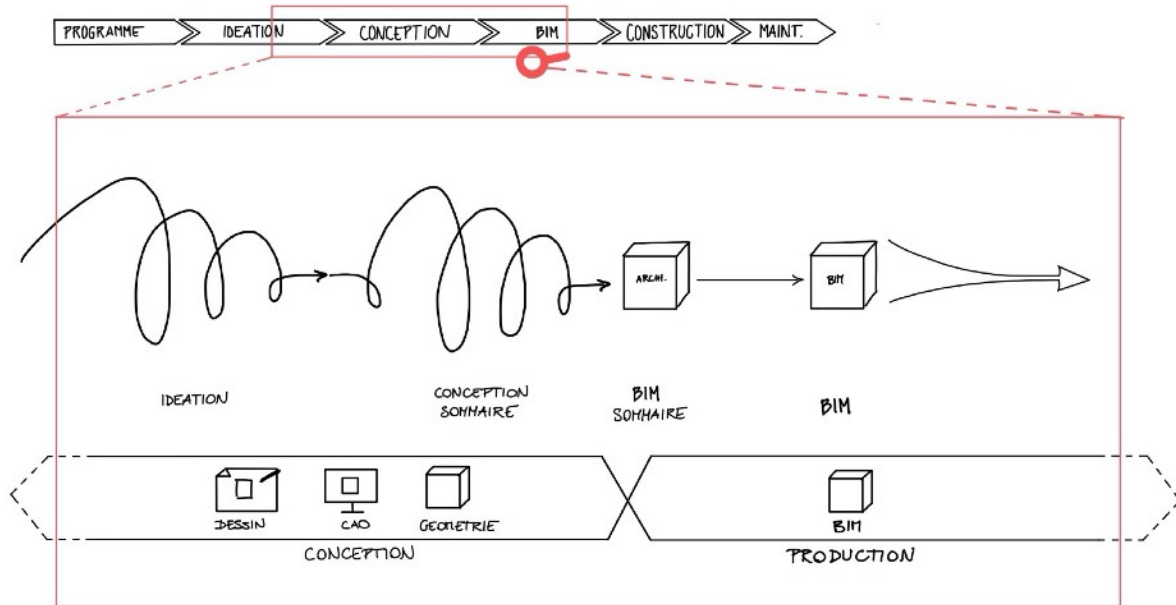 PROGRAMME
IDEATION
CONCEPTION
BIM
CONSTRUCTION
MAINT.
ARCHI.
BIM
IDEATION
CONCEPTION
SOMMAIRE
BIM
SOMMAIRE
BIM
DESSIN
CAO
GEOMETRIE
BIM
CONCEPTION
PRODUCTION